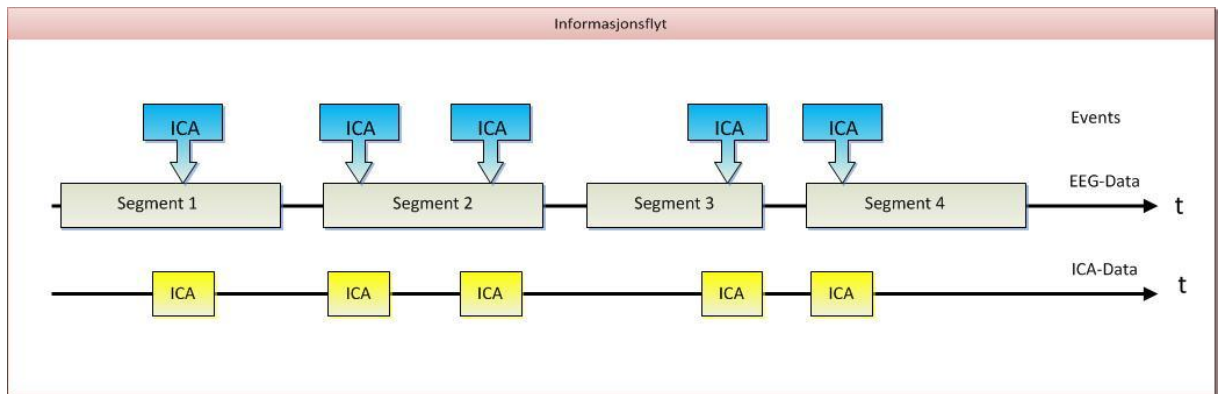 Informasjonsflyt
ICA ICA ICA ICA ICA
Events
EEG-Data
Segment 1 Segment 2 Segment 3 Segment 4
t
ICA-Data
ICA ICA ICA ICA ICA
t